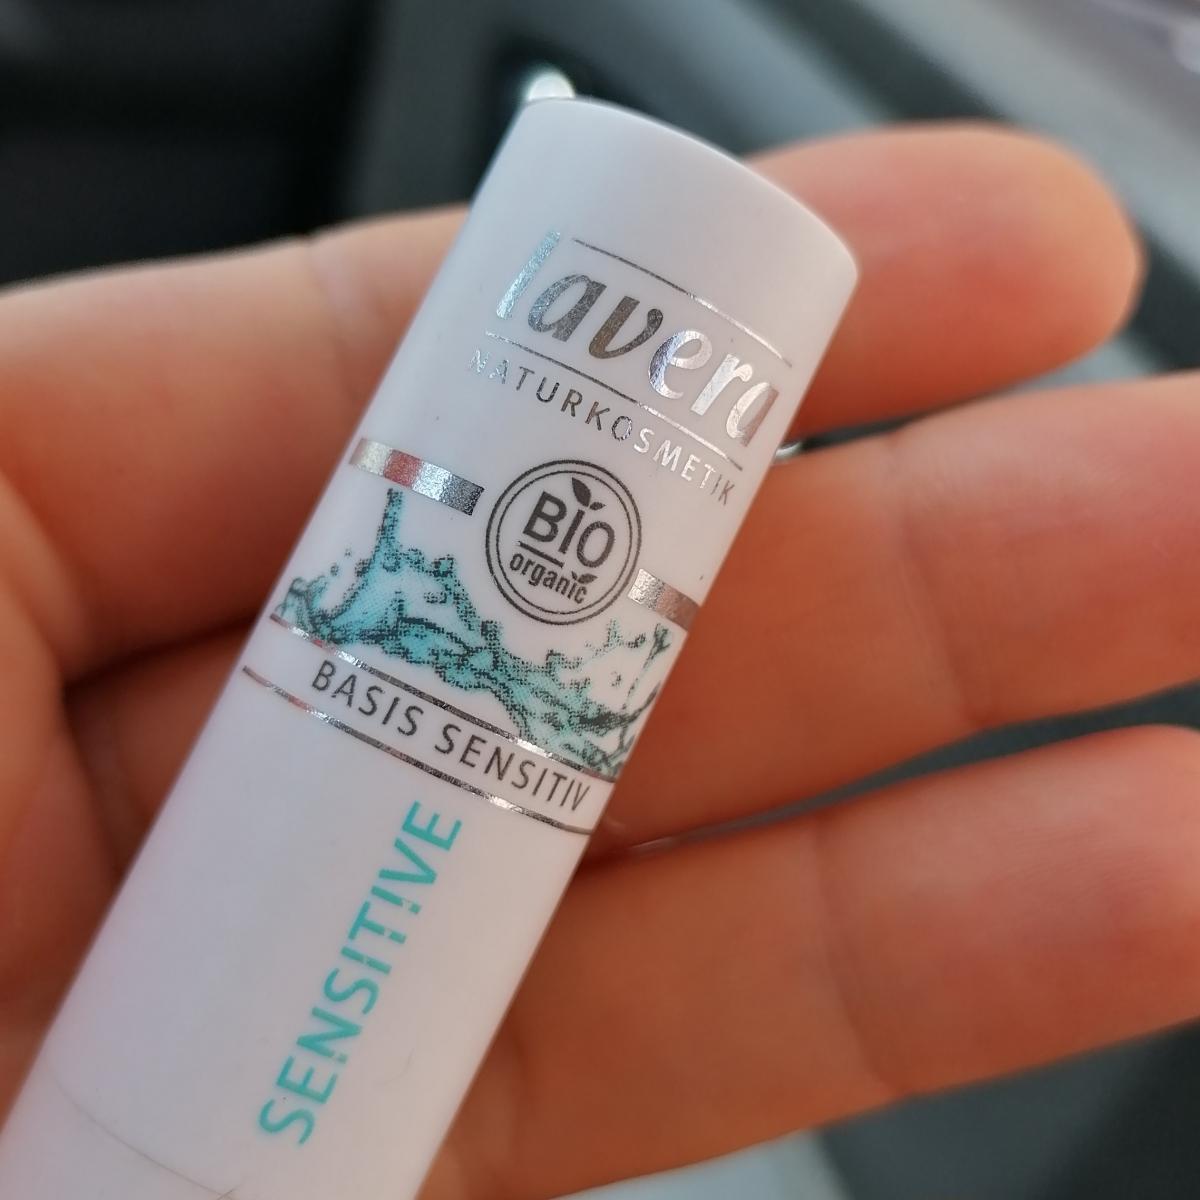 lavera
NATURKOSMETIK
BIO
organic
BASIS SENSITIV
SENSITIVE